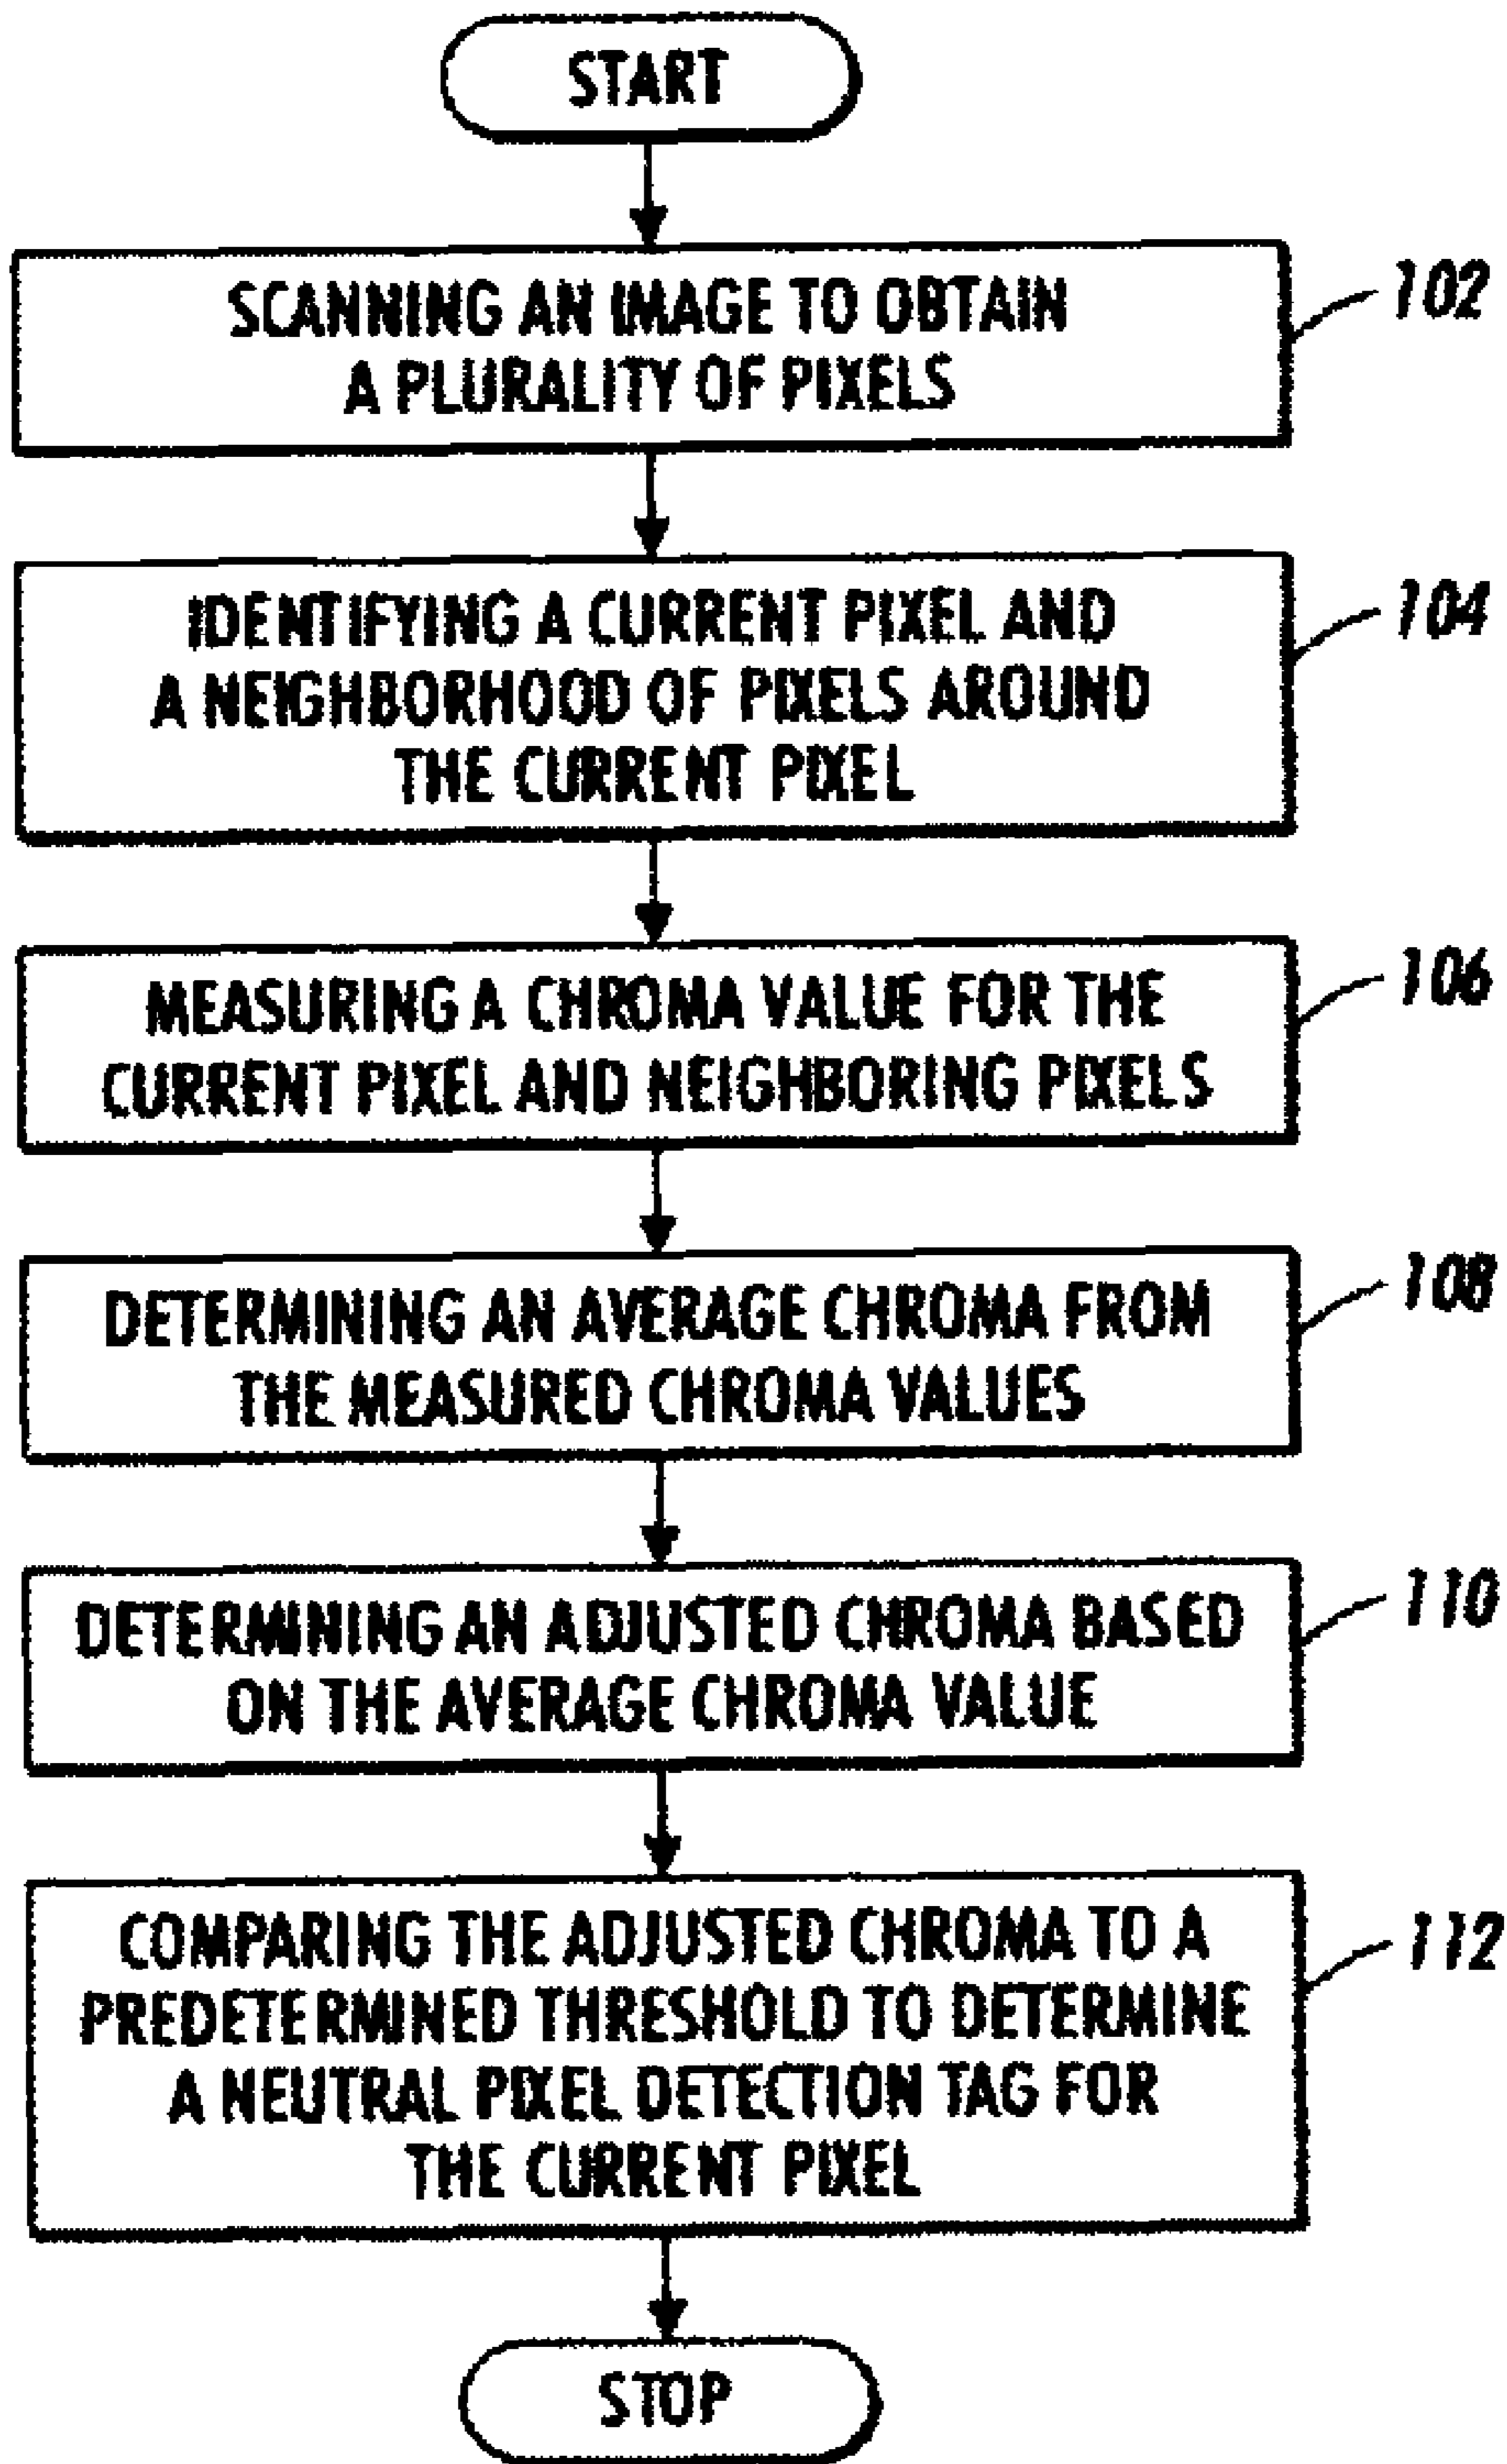 START
SCANNING AN IMAGE TO OBTAIN
A PLURALITY OF PIXELS
102
IDENTIFYING A CURRENT PIXEL AND
A NEIGHBORHOOD OF PIXELS AROUND
THE CURRENT PIXEL
104
MEASURING A CHROMA VALUE FOR THE
CURRENT PIXEL AND NEIGHBORING PIXELS
106
DETERMINING AN AVERAGE CHROMA FROM
THE MEASURED CHROMA VALUES
108
DETERMINING AN ADJUSTED CHROMA BASED
ON THE AVERAGE CHROMA VALUE
110
COMPARING THE ADJUSTED CHROMA TO A
PREDETERMINED THRESHOLD TO DETERMINE
A NEUTRAL PIXEL DETECTION TAG FOR
THE CURRENT PIXEL
112
STOP